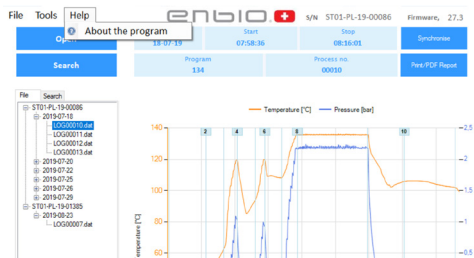 File Tools Help
enbio
S/N ST01-PL-19-00086
Firmware, 27.3
About the program
Open
18-07-19
Start
07:58:36
Stop
08:16:01
Synchronise
Search
Program
134
Process no.
00010
Print/PDF Report
File Search
ST01-PL-19-00086
2019-07-18
LOG00010.dat
LOG00011.dat
LOG00012.dat
LOG00013.dat
2019-07-20
2019-07-22
2019-07-25
2019-07-26
2019-07-29
ST01-PL-19-01385
2019-08-23
LOG00007.dat
Temperature [°C] Pressure [bar]
140 2 4 6 8 10 2.5
120 2
100 1.5
80 1
60 0.5
emperature [°C]